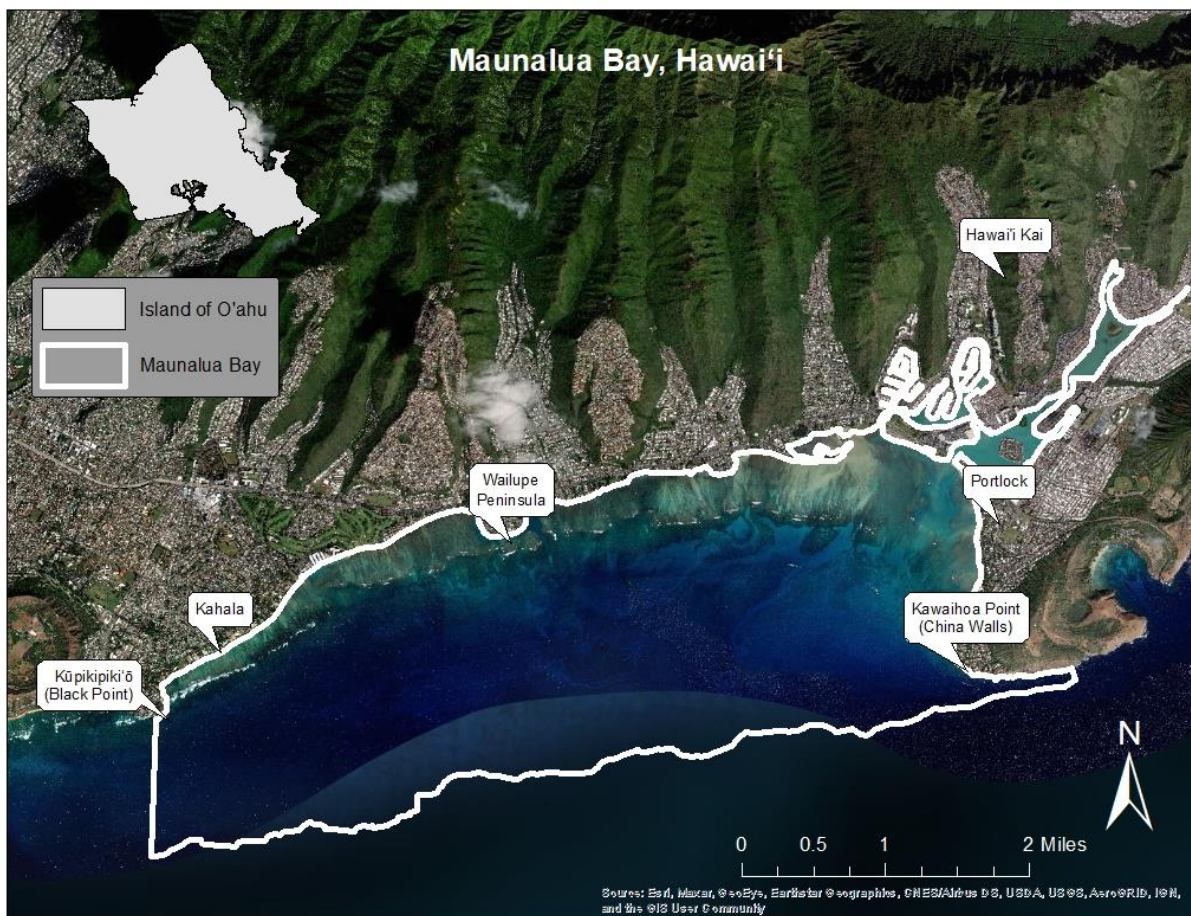 Maunalua Bay, Hawai‘i
Island of O'ahu
Maunalua Bay
Hawai'i Kai
Wailupe
Peninsula
Portlock
Kahala
Kawaihoa Point
(China Walls)
Kūpikipiki‘ō
(Black Point)
N
0 0.5 1 2 Miles
Source: Esri, Maxar, GeoEye, Earthstar Geographics, CNES/Airbus DS, USDA, USGS, AeroGRID, IGN,
and the GIS User Community